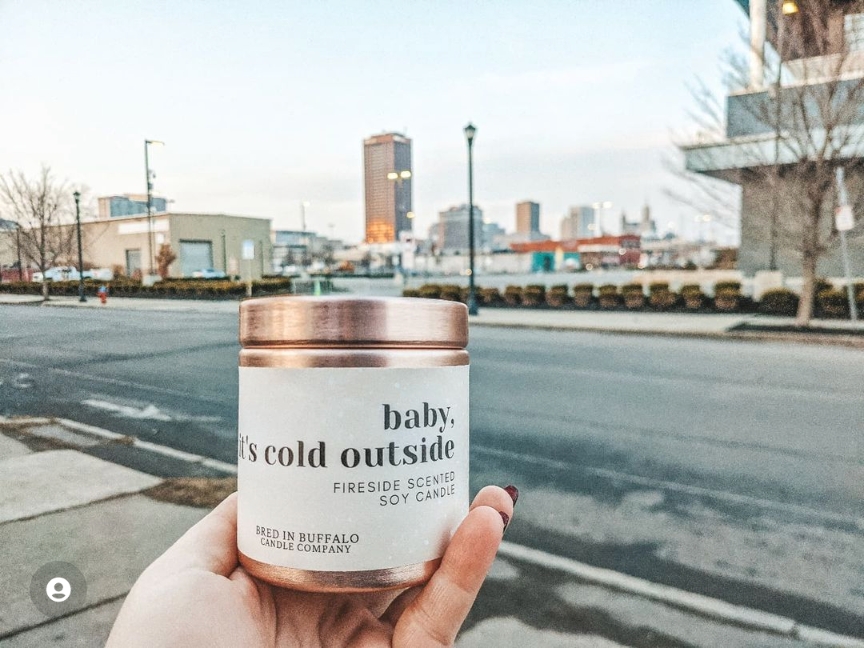 baby,
it's cold outside
FIRESIDE SCENTED
SOY CANDLE
BRED IN BUFFALO
CANDLE COMPANY